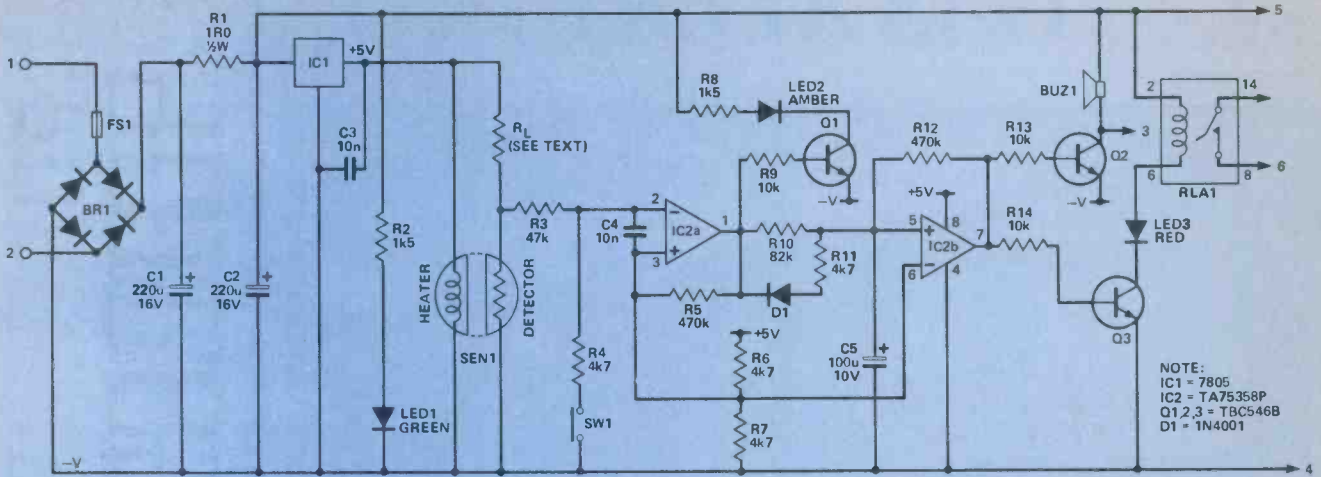 R1
1R0
½W
1
FS1
BR1
2
C1
220u
16V
C2
220u
16V
-V
IC1
+5V
C3
10n
R2
1k5
LED1
GREEN
RL
(SEE TEXT)
HEATER
DETECTOR
SEN1
R3
47k
R4
4k7
SW1
C4
10n
2
3
1
-
+
IC2a
R5
470k
R8
1k5
LED2
AMBER
Q1
R9
10k
-V
R10
82k
R11
4k7
D1
+5V
R6
4k7
R7
4k7
C5
100u
10V
R12
470k
+5V
8
5
6
7
4
+
-
IC2b
R13
10k
R14
10k
BUZ1
3
Q2
-V
2
6
14
8
RLA1
LED3
RED
Q3
5
6
4
NOTE:
IC1 = 7805
IC2 = TA75358P
Q1,2,3 = TBC546B
D1 = 1N4001